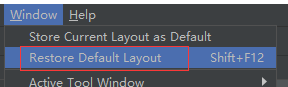 Window Help
Store Current Layout as Default
Restore Default Layout Shift+F12
Active Tool Window